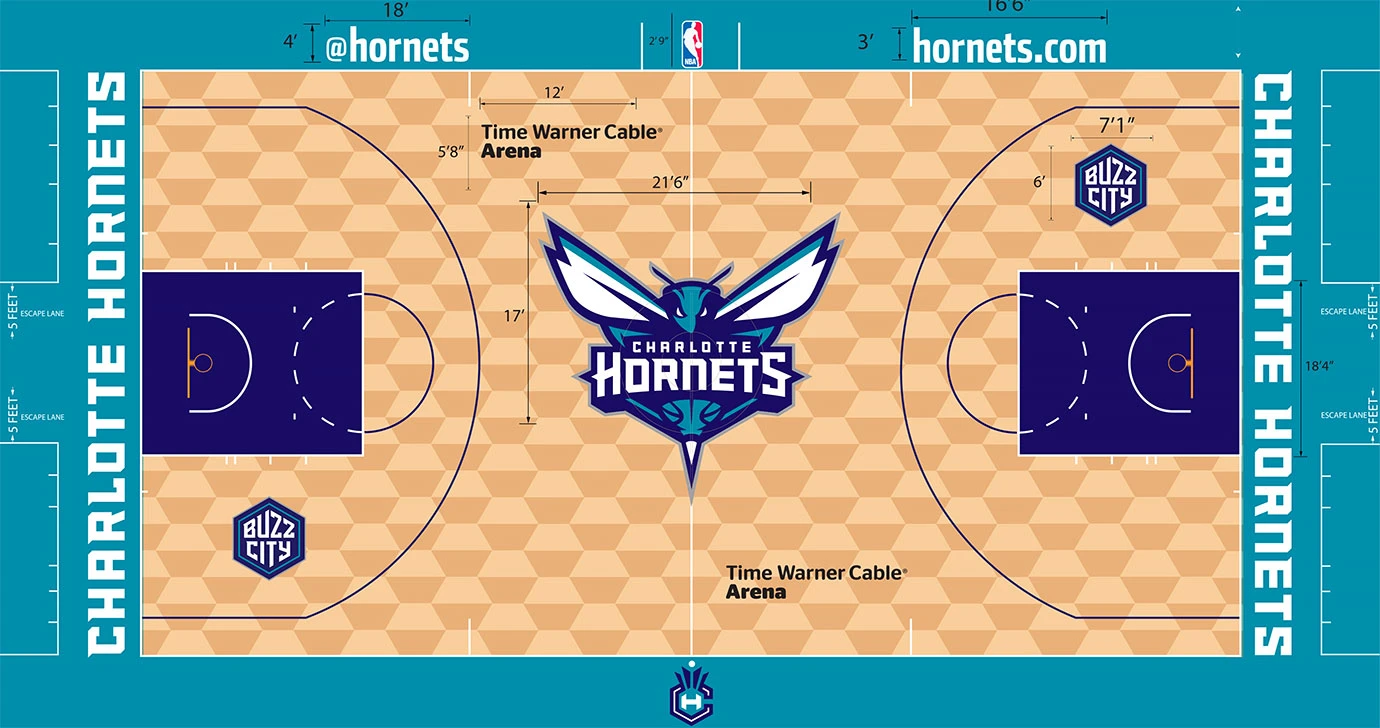 18'
16'6"
4'
@hornets
2'9"
NBA
3'
hornets.com
CHARLOTTE HORNETS
CHARLOTTE HORNETS
12'
Time Warner Cable®
Arena
5'8"
7'1"
21'6"
6'
BUZZ
CITY
17'
5 FEET
ESCAPE LANE
ESCAPE LANE
5 FEET
CHARLOTTE
HORNETS
18'4"
5 FEET
ESCAPE LANE
ESCAPE LANE
5 FEET
BUZZ
CITY
Time Warner Cable®
Arena
C
H